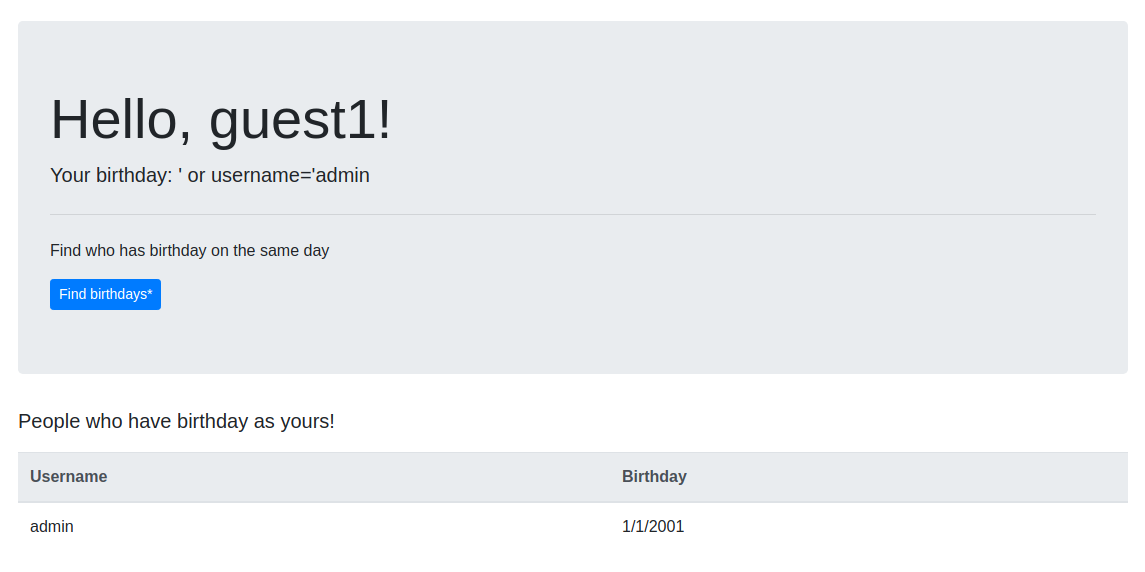 Hello, guest1!
Your birthday: ' or username='admin
Find who has birthday on the same day
Find birthdays*
People who have birthday as yours!
Username Birthday
admin 1/1/2001